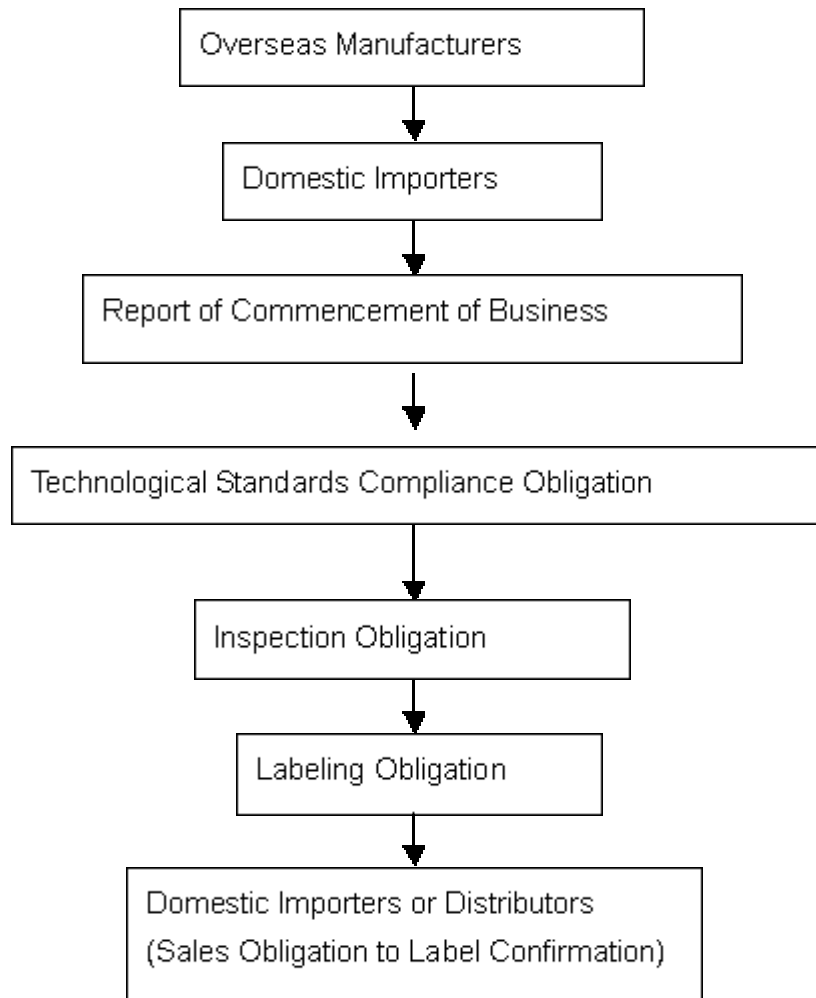 Overseas Manufacturers
Domestic Importers
Report of Commencement of Business
Technological Standards Compliance Obligation
Inspection Obligation
Labeling Obligation
Domestic Importers or Distributors
(Sales Obligation to Label Confirmation)